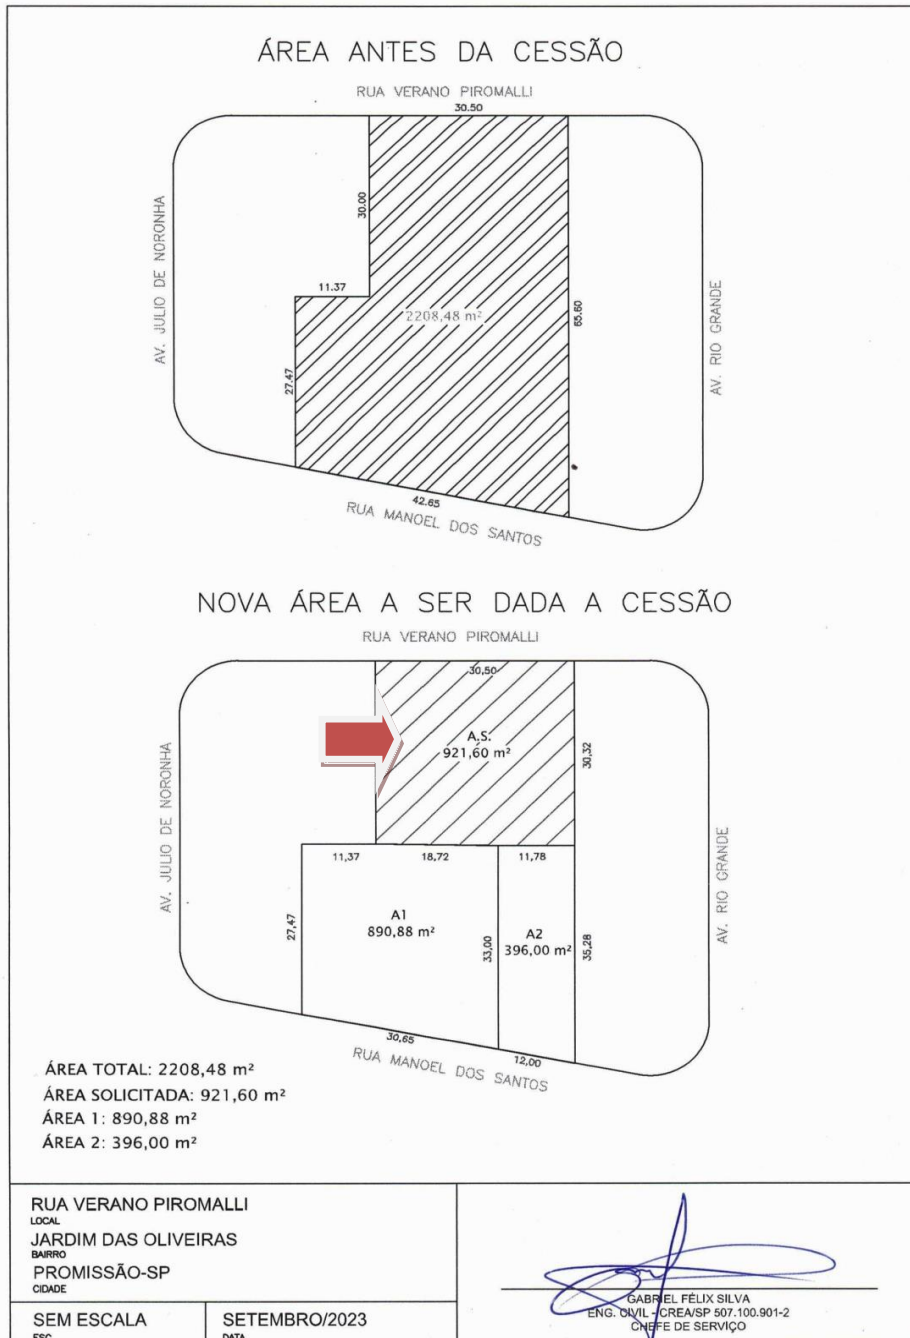 ÁREA ANTES DA CESSÃO
RUA VERANO PIROMALLI
30.50
30.00
AV. JULIO DE NORONHA
11.37
2208,48 m²
65.60
AV. RIO GRANDE
27.47
42.65
RUA MANOEL DOS SANTOS
NOVA ÁREA A SER DADA A CESSÃO
RUA VERANO PIROMALLI
30,50
A.S.
921,60 m²
30,32
AV. JULIO DE NORONHA
11,37
18,72
11,78
AV. RIO GRANDE
27,47
A1
890,88 m²
33,00
A2
396,00 m²
35,28
30,65
12,00
RUA MANOEL DOS SANTOS
ÁREA TOTAL: 2208,48 m²
ÁREA SOLICITADA: 921,60 m²
ÁREA 1: 890,88 m²
ÁREA 2: 396,00 m²
RUA VERANO PIROMALLI
LOCAL
JARDIM DAS OLIVEIRAS
BAIRRO
PROMISSÃO-SP
CIDADE
SEM ESCALA
ESC
SETEMBRO/2023
DATA
GABRIEL FÉLIX SILVA
ENG. CIVIL - CREA/SP 507.100.901-2
CHEFE DE SERVIÇO